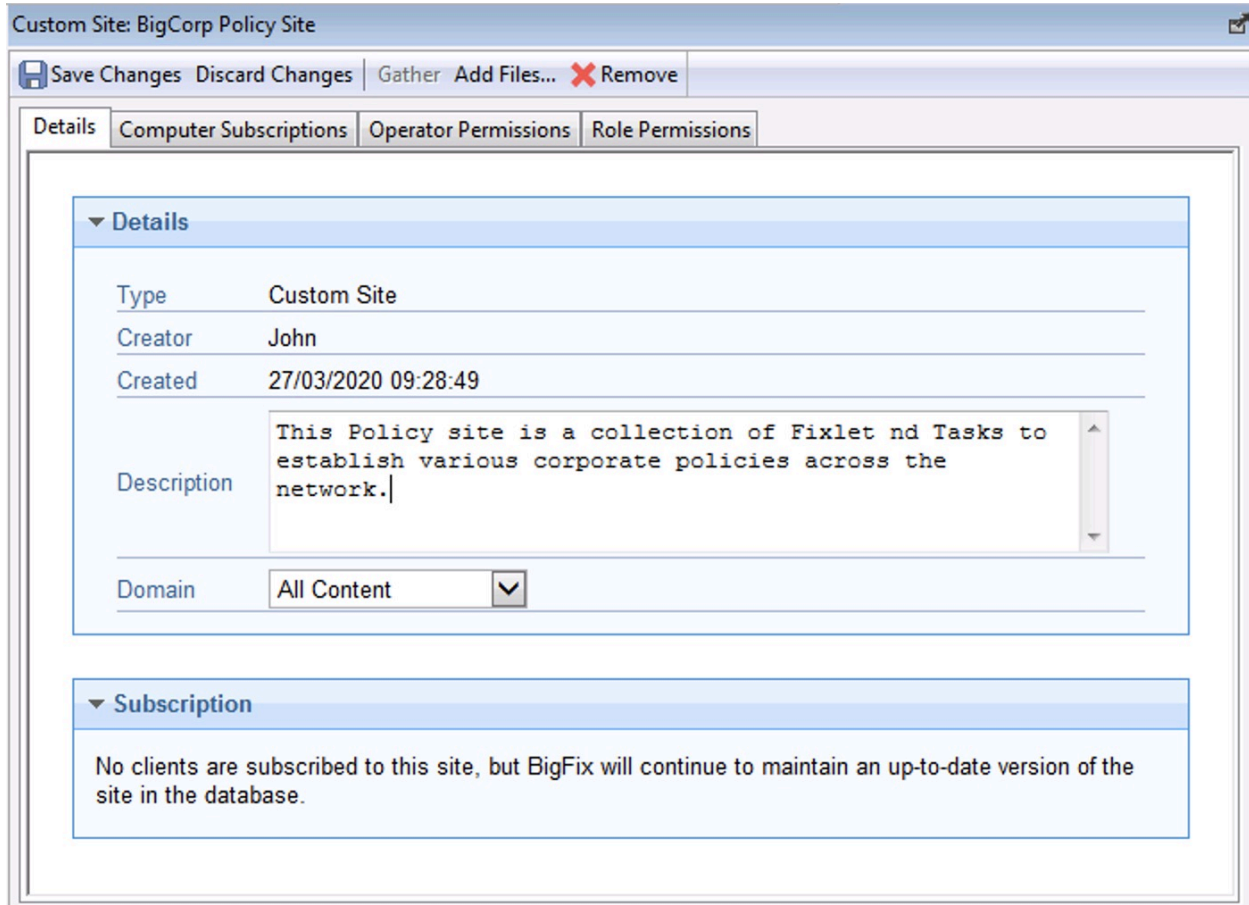 Custom Site: BigCorp Policy Site
Save Changes Discard Changes Gather Add Files... Remove
Details Computer Subscriptions Operator Permissions Role Permissions
Details
Type Custom Site
Creator John
Created 27/03/2020 09:28:49
Description This Policy site is a collection of Fixlet nd Tasks to
establish various corporate policies across the
network.
Domain All Content
Subscription
No clients are subscribed to this site, but BigFix will continue to maintain an up-to-date version of the
site in the database.